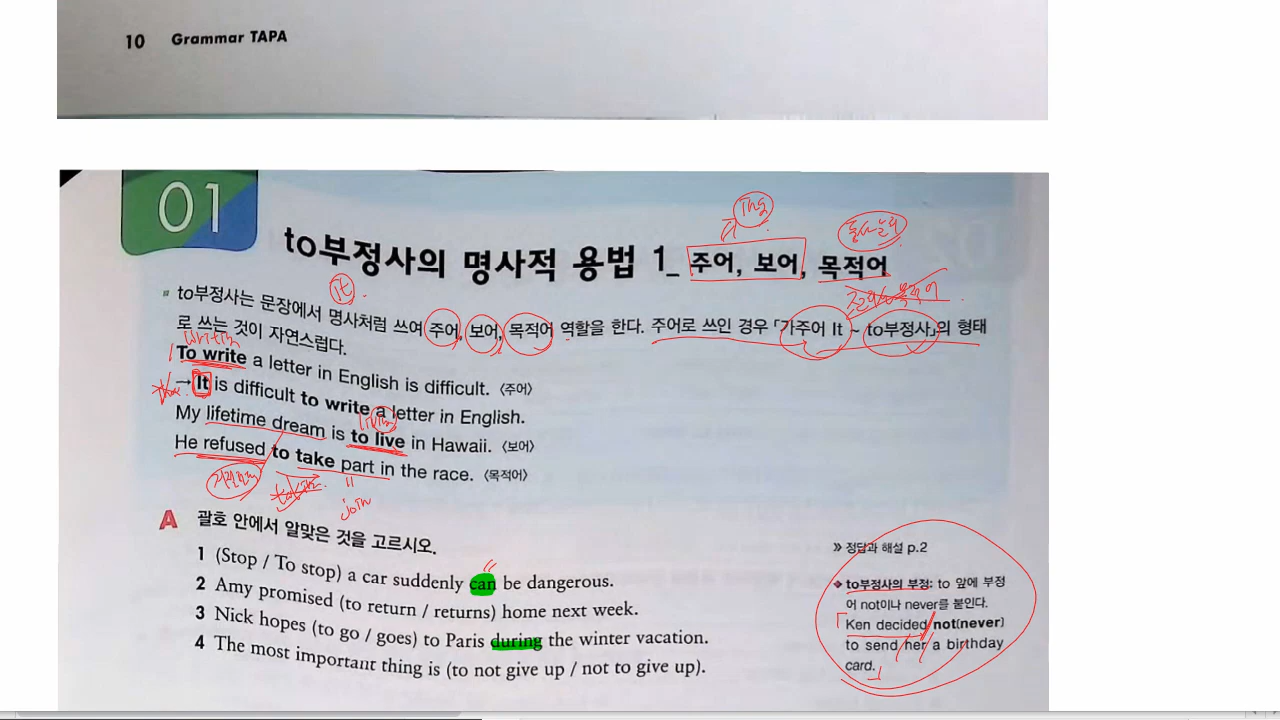 10 Grammar TAPA
01
to부정사의 명사적 용법 1_ 주어, 보어, 목적어
to부정사는 문장에서 명사처럼 쓰여 주어, 보어, 목적어 역할을 한다. 주어로 쓰인 경우 「가주어 It ~ to부정사」의 형태
로 쓰는 것이 자연스럽다.
To write a letter in English is difficult. 〈주어〉
→ It is difficult to write a letter in English.
My lifetime dream is to live in Hawaii. 〈보어〉
He refused to take part in the race. 〈목적어〉
join
A 괄호 안에서 알맞은 것을 고르시오.
1 (Stop / To stop) a car suddenly can be dangerous.
2 Amy promised (to return / returns) home next week.
3 Nick hopes (to go / goes) to Paris during the winter vacation.
4 The most important thing is (to not give up / not to give up).
» 정답과 해설 p.2
to부정사의 부정: to 앞에 부정
어 not이나 never를 붙인다.
Ken decided not(never)
to send her a birthday
card.